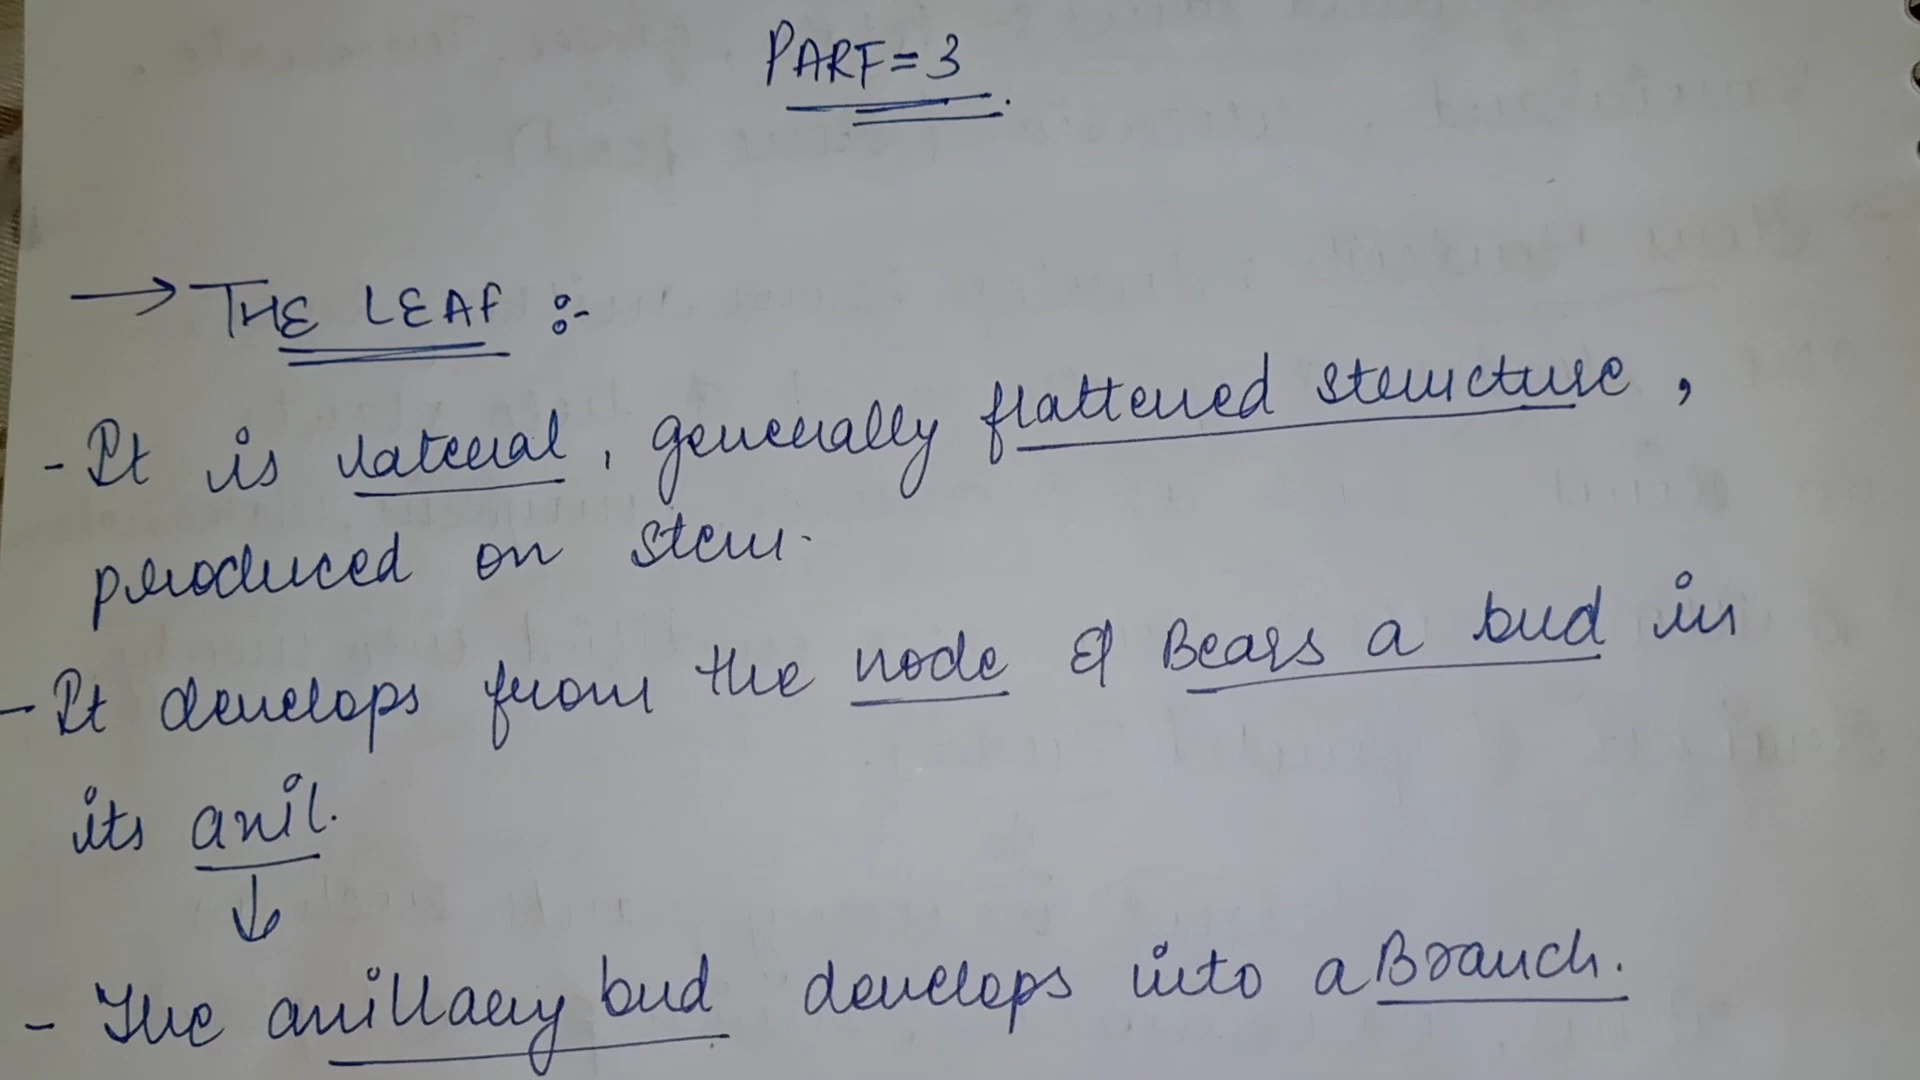 PART=3
→ THE LEAF :-
- It is lateral, generally flattened structure,
produced on stem.
- It develops from the node & Bears a bud in
its axil.
↓
- The axillary bud develops into a Branch.